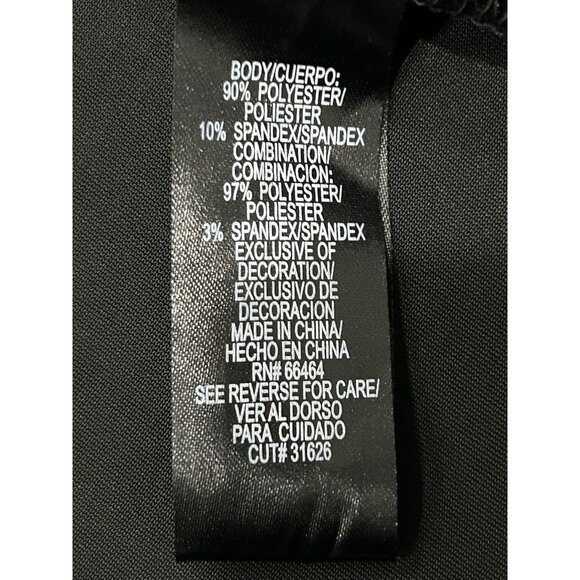 BODY/CUERPO:
90% POLYESTER/
POLIESTER
10% SPANDEX/SPANDEX
COMBINATION/
COMBINACION:
97% POLYESTER/
POLIESTER
3% SPANDEX/SPANDEX
EXCLUSIVE OF
DECORATION/
EXCLUSIVO DE
DECORACION
MADE IN CHINA/
HECHO EN CHINA
RN# 66464
SEE REVERSE FOR CARE/
VER AL DORSO
PARA CUIDADO
CUT# 31626